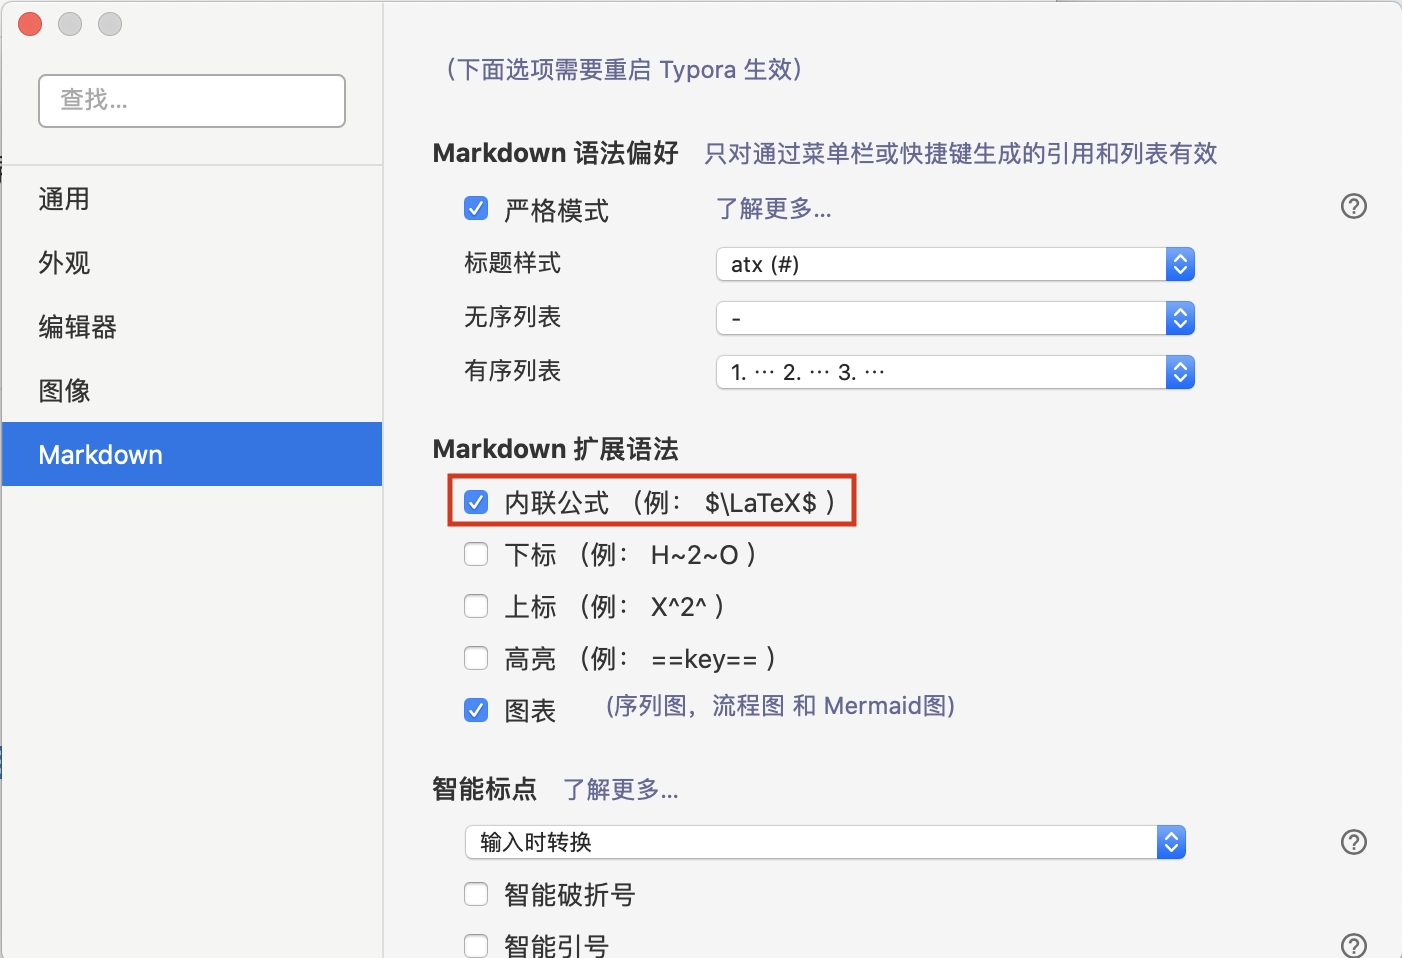 查找...
通用
外观
编辑器
图像
Markdown
(下面选项需要重启 Typora 生效)
Markdown 语法偏好 只对通过菜单栏或快捷键生成的引用和列表有效
严格模式 了解更多...
标题样式 atx (#)
无序列表 -
有序列表 1. ··· 2. ··· 3. ···
Markdown 扩展语法
内联公式 （例： $\LaTeX$ ）
下标 （例： H~2~O ）
上标 （例： X^2^ ）
高亮 （例： ==key== ）
图表 (序列图，流程图 和 Mermaid图)
智能标点 了解更多...
输入时转换
智能破折号
智能引号